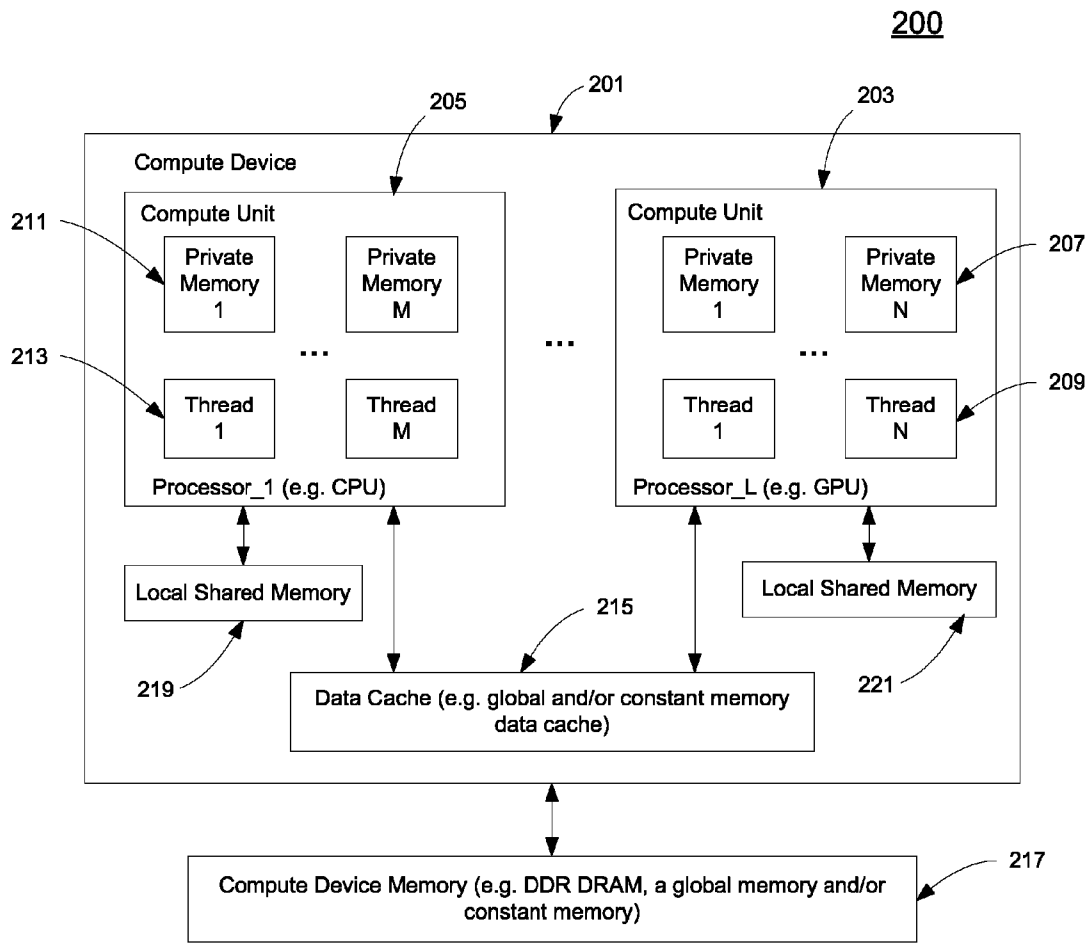 200
201
205
203
Compute Device
Compute Unit
Compute Unit
211
Private
Memory
1
Private
Memory
M
Private
Memory
1
Private
Memory
N
207
...
...
...
213
Thread
1
Thread
M
Thread
1
Thread
N
209
Processor_1 (e.g. CPU)
Processor_L (e.g. GPU)
Local Shared Memory
Local Shared Memory
215
219
221
Data Cache (e.g. global and/or constant memory
data cache)
217
Compute Device Memory (e.g. DDR DRAM, a global memory and/or
constant memory)